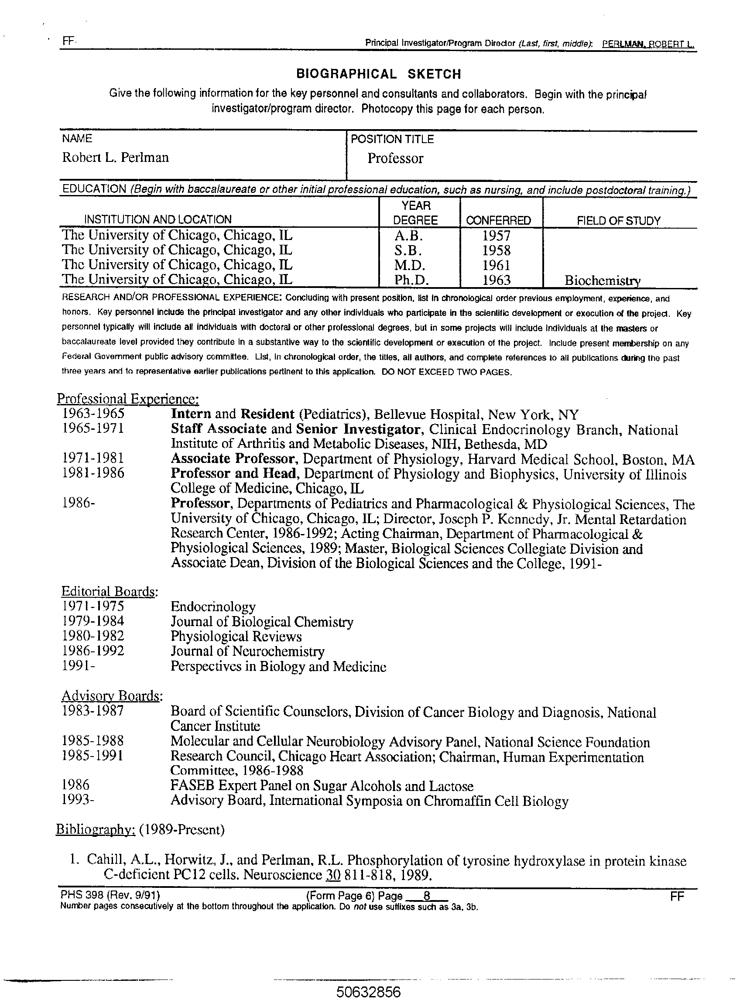 FF
Principal Investigator/Program Director (Last, first, middle): PERLMAN, ROBERT L.
BIOGRAPHICAL SKETCH
Give the following information for the key personnel and consultants and collaborators. Begin with the principal
investigator/program director. Photocopy this page for each person.
NAME
POSITION TITLE
Robert L. Perlman
Professor
EDUCATION (Begin with baccalaureate or other initial professional education, such as nursing, and include postdoctoral training.)
INSTITUTION AND LOCATION
DEGREE
YEAR
CONFERRED
FIELD OF STUDY
The University of Chicago, Chicago, IL A.B. 1957
The University of Chicago, Chicago, IL S.B. 1958
The University of Chicago, Chicago, IL M.D. 1961
The University of Chicago, Chicago, IL Ph.D. 1963 Biochemistry
RESEARCH AND/OR PROFESSIONAL EXPERIENCE: Concluding with present position, list in chronological order previous employment, experience, and
honors. Key personnel include the principal investigator and any other individuals who participate in the scientific development or execution of the project. Key
personnel typically will include all individuals with doctoral or other professional degrees, but in some projects will include individuals at the masters or
baccalaureate level provided they contribute in a substantive way to the scientific development or execution of the project. Include present membership on any
Federal Government public advisory committee. List, in chronological order, the titles, all authors, and complete references to all publications during the past
three years and to representative earlier publications pertinent to this application. DO NOT EXCEED TWO PAGES.
Professional Experience:
1963-1965 Intern and Resident (Pediatrics), Bellevue Hospital, New York, NY
1965-1971 Staff Associate and Senior Investigator, Clinical Endocrinology Branch, National
Institute of Arthritis and Metabolic Diseases, NIH, Bethesda, MD
1971-1981 Associate Professor, Department of Physiology, Harvard Medical School, Boston, MA
1981-1986 Professor and Head, Department of Physiology and Biophysics, University of Illinois
College of Medicine, Chicago, IL
1986- Professor, Departments of Pediatrics and Pharmacological & Physiological Sciences, The
University of Chicago, Chicago, IL; Director, Joseph P. Kennedy, Jr. Mental Retardation
Research Center, 1986-1992; Acting Chairman, Department of Pharmacological &
Physiological Sciences, 1989; Master, Biological Sciences Collegiate Division and
Associate Dean, Division of the Biological Sciences and the College, 1991-
Editorial Boards:
1971-1975 Endocrinology
1979-1984 Journal of Biological Chemistry
1980-1982 Physiological Reviews
1986-1992 Journal of Neurochemistry
1991- Perspectives in Biology and Medicine
Advisory Boards:
1983-1987 Board of Scientific Counselors, Division of Cancer Biology and Diagnosis, National
Cancer Institute
1985-1988 Molecular and Cellular Neurobiology Advisory Panel, National Science Foundation
1985-1991 Research Council, Chicago Heart Association; Chairman, Human Experimentation
Committee, 1986-1988
1986 FASEB Expert Panel on Sugar Alcohols and Lactose
1993- Advisory Board, International Symposia on Chromaffin Cell Biology
Bibliography: (1989-Present)
1. Cahill, A.L., Horwitz, J., and Perlman, R.L. Phosphorylation of tyrosine hydroxylase in protein kinase
C-deficient PC12 cells. Neuroscience 30 811-818, 1989.
PHS 398 (Rev. 9/91) (Form Page 6) Page 8 FF
Number pages consecutively at the bottom throughout the application. Do not use suffixes such as 3a, 3b.
50632856